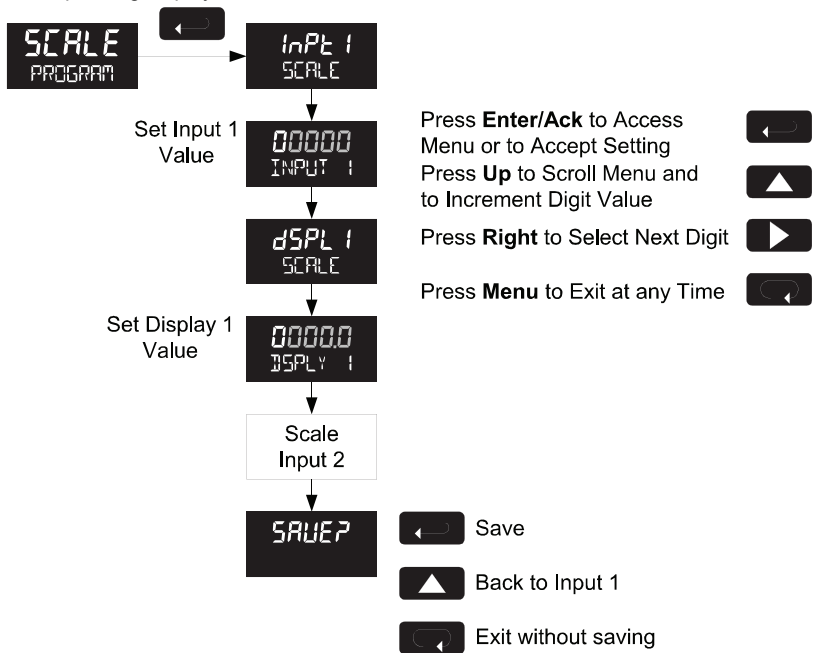 SCALE
PROGRAM
InPt 1
SCALE
Set Input 1
Value
00000
INPUT 1
dSPL 1
SCALE
Set Display 1
Value
0000.0
DSPLY 1
Scale
Input 2
SAVE?
Press Enter/Ack to Access
Menu or to Accept Setting
Press Up to Scroll Menu and
to Increment Digit Value
Press Right to Select Next Digit
Press Menu to Exit at any Time
Save
Back to Input 1
Exit without saving